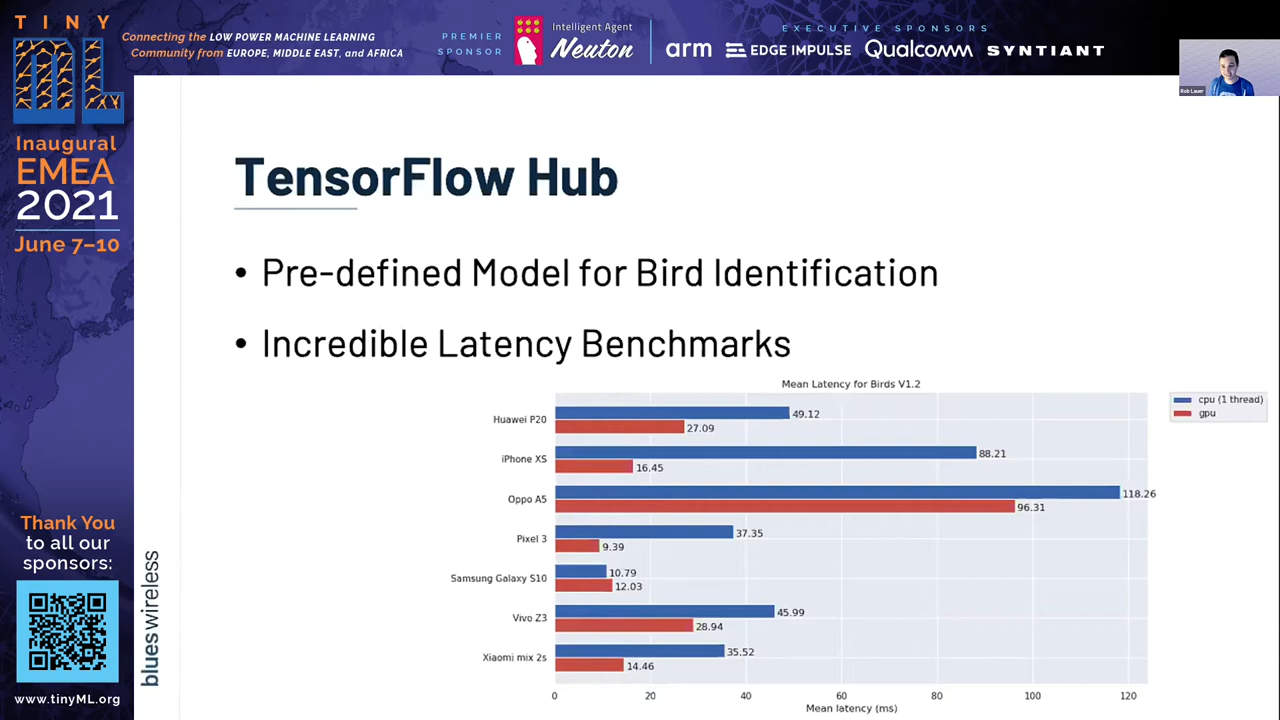 TINY
ML
Inaugural
EMEA
2021
June 7–10
Connecting the LOW POWER MACHINE LEARNING
Community from EUROPE, MIDDLE EAST, and AFRICA
PREMIER
SPONSOR
Intelligent Agent
Neuton
EXECUTIVE SPONSORS
arm
EDGE IMPULSE
Qualcomm
SYNTIANT
Rob Lauer
TensorFlow Hub
• Pre-defined Model for Bird Identification
• Incredible Latency Benchmarks
Mean Latency for Birds V1.2
cpu (1 thread)
gpu
Huawei P20
49.12
27.09
iPhone XS
88.21
16.45
Oppo A5
118.26
96.31
Pixel 3
37.35
9.39
Samsung Galaxy S10
10.79
12.03
Vivo Z3
45.99
28.94
Xiaomi mix 2s
35.52
14.46
0 20 40 60 80 100 120
Mean latency (ms)
Thank You
to all our
sponsors:
www.tinyML.org
blues wireless